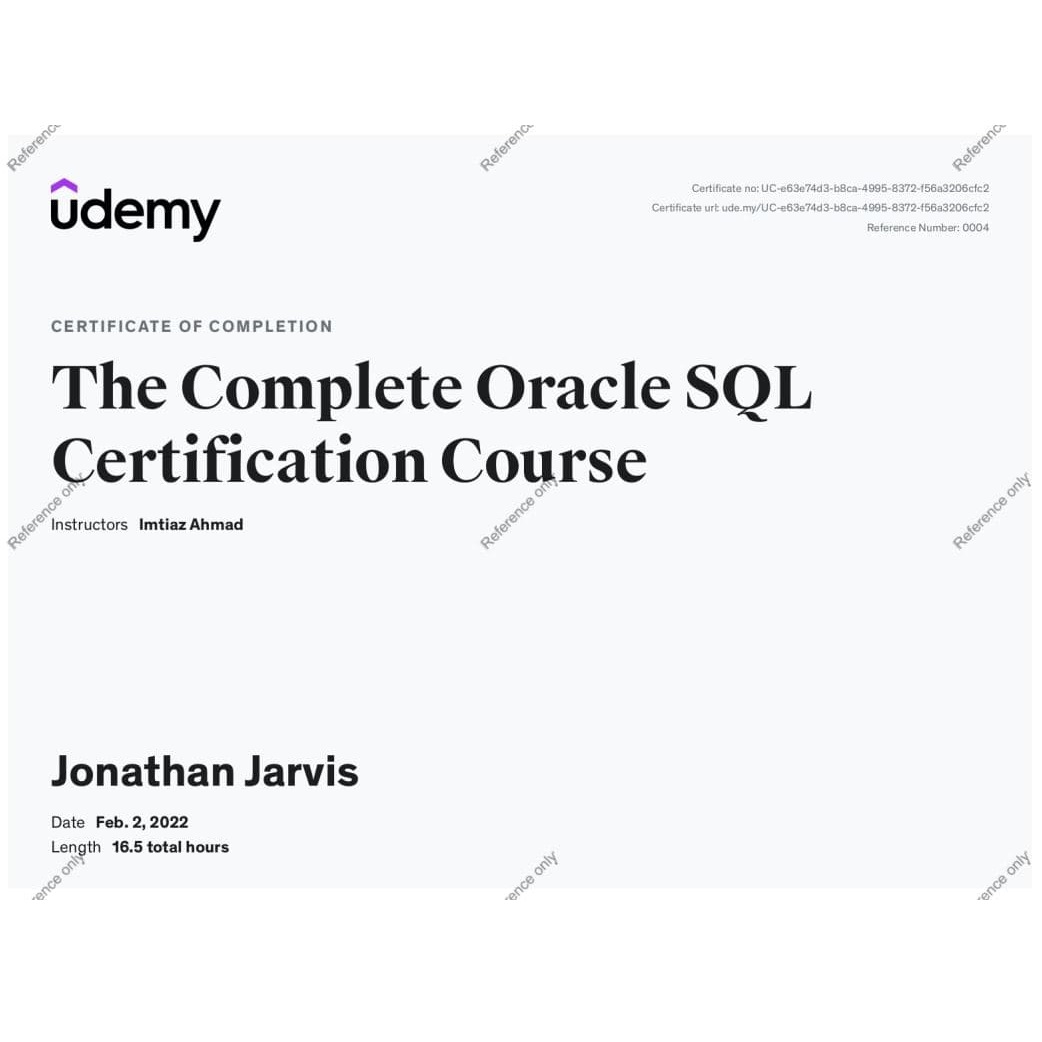 Reference
Reference
Reference
udemy
Certificate no: UC-e63e74d3-b8ca-4995-8372-f56a3206cfc2
Certificate url: ude.my/UC-e63e74d3-b8ca-4995-8372-f56a3206cfc2
Reference Number: 0004
CERTIFICATE OF COMPLETION
The Complete Oracle SQL
Certification Course
Reference only
Reference only
Reference only
Instructors Imtiaz Ahmad
Jonathan Jarvis
Date Feb. 2, 2022
Length 16.5 total hours
ence only
ence only
ence only